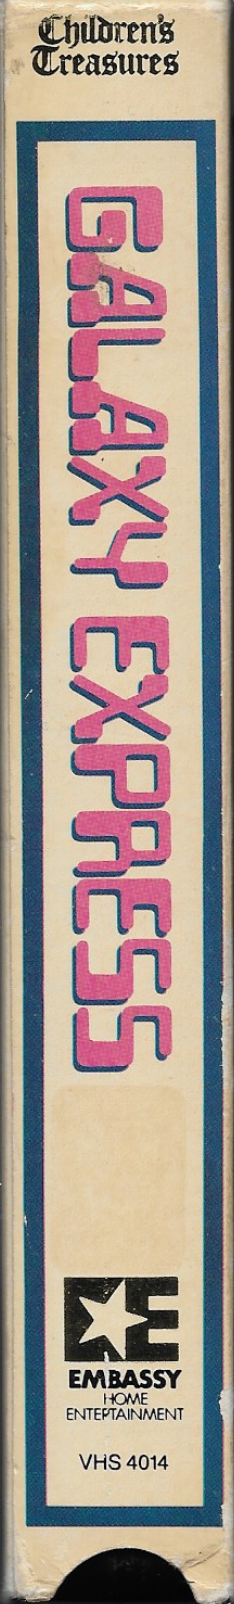 Children's
Treasures
GALAXY EXPRESS
EMBASSY
HOME
ENTERTAINMENT
VHS 4014